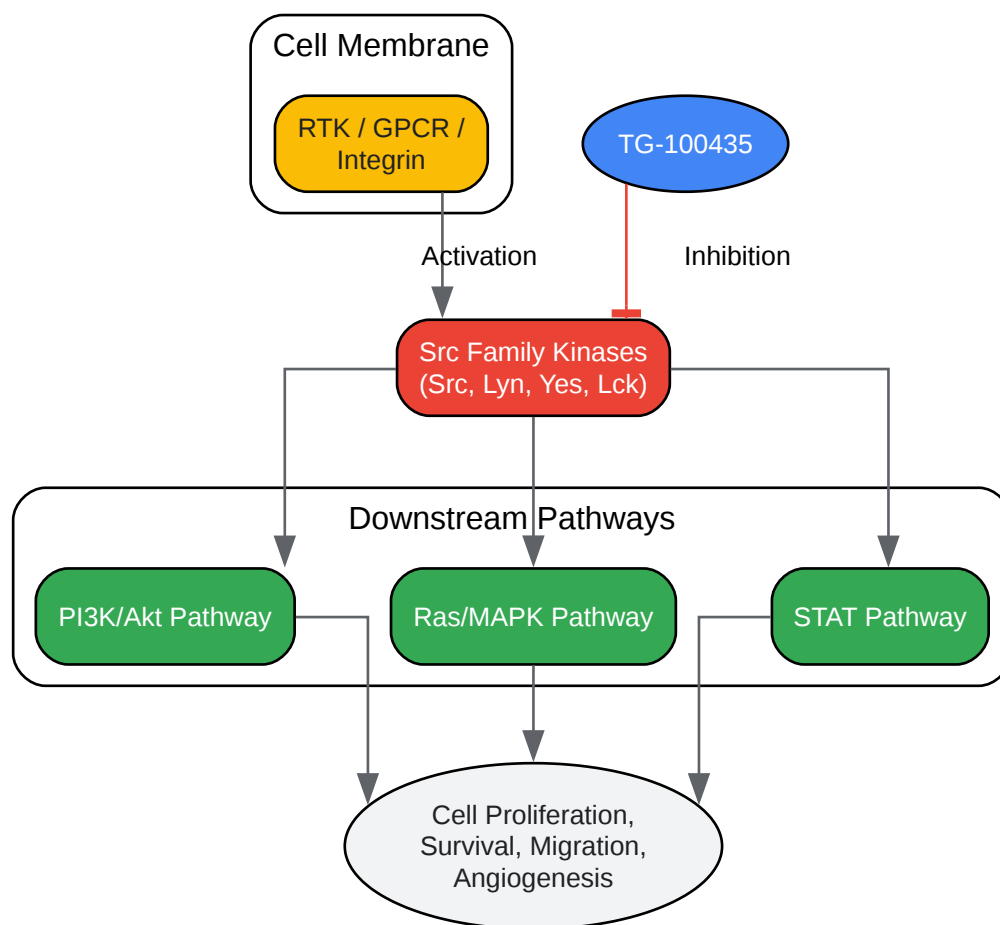 Cell Membrane
RTK / GPCR /
Integrin
TG-100435
Activation
Inhibition
Src Family Kinases
(Src, Lyn, Yes, Lck)
Downstream Pathways
PI3K/Akt Pathway
Ras/MAPK Pathway
STAT Pathway
Cell Proliferation,
Survival, Migration,
Angiogenesis